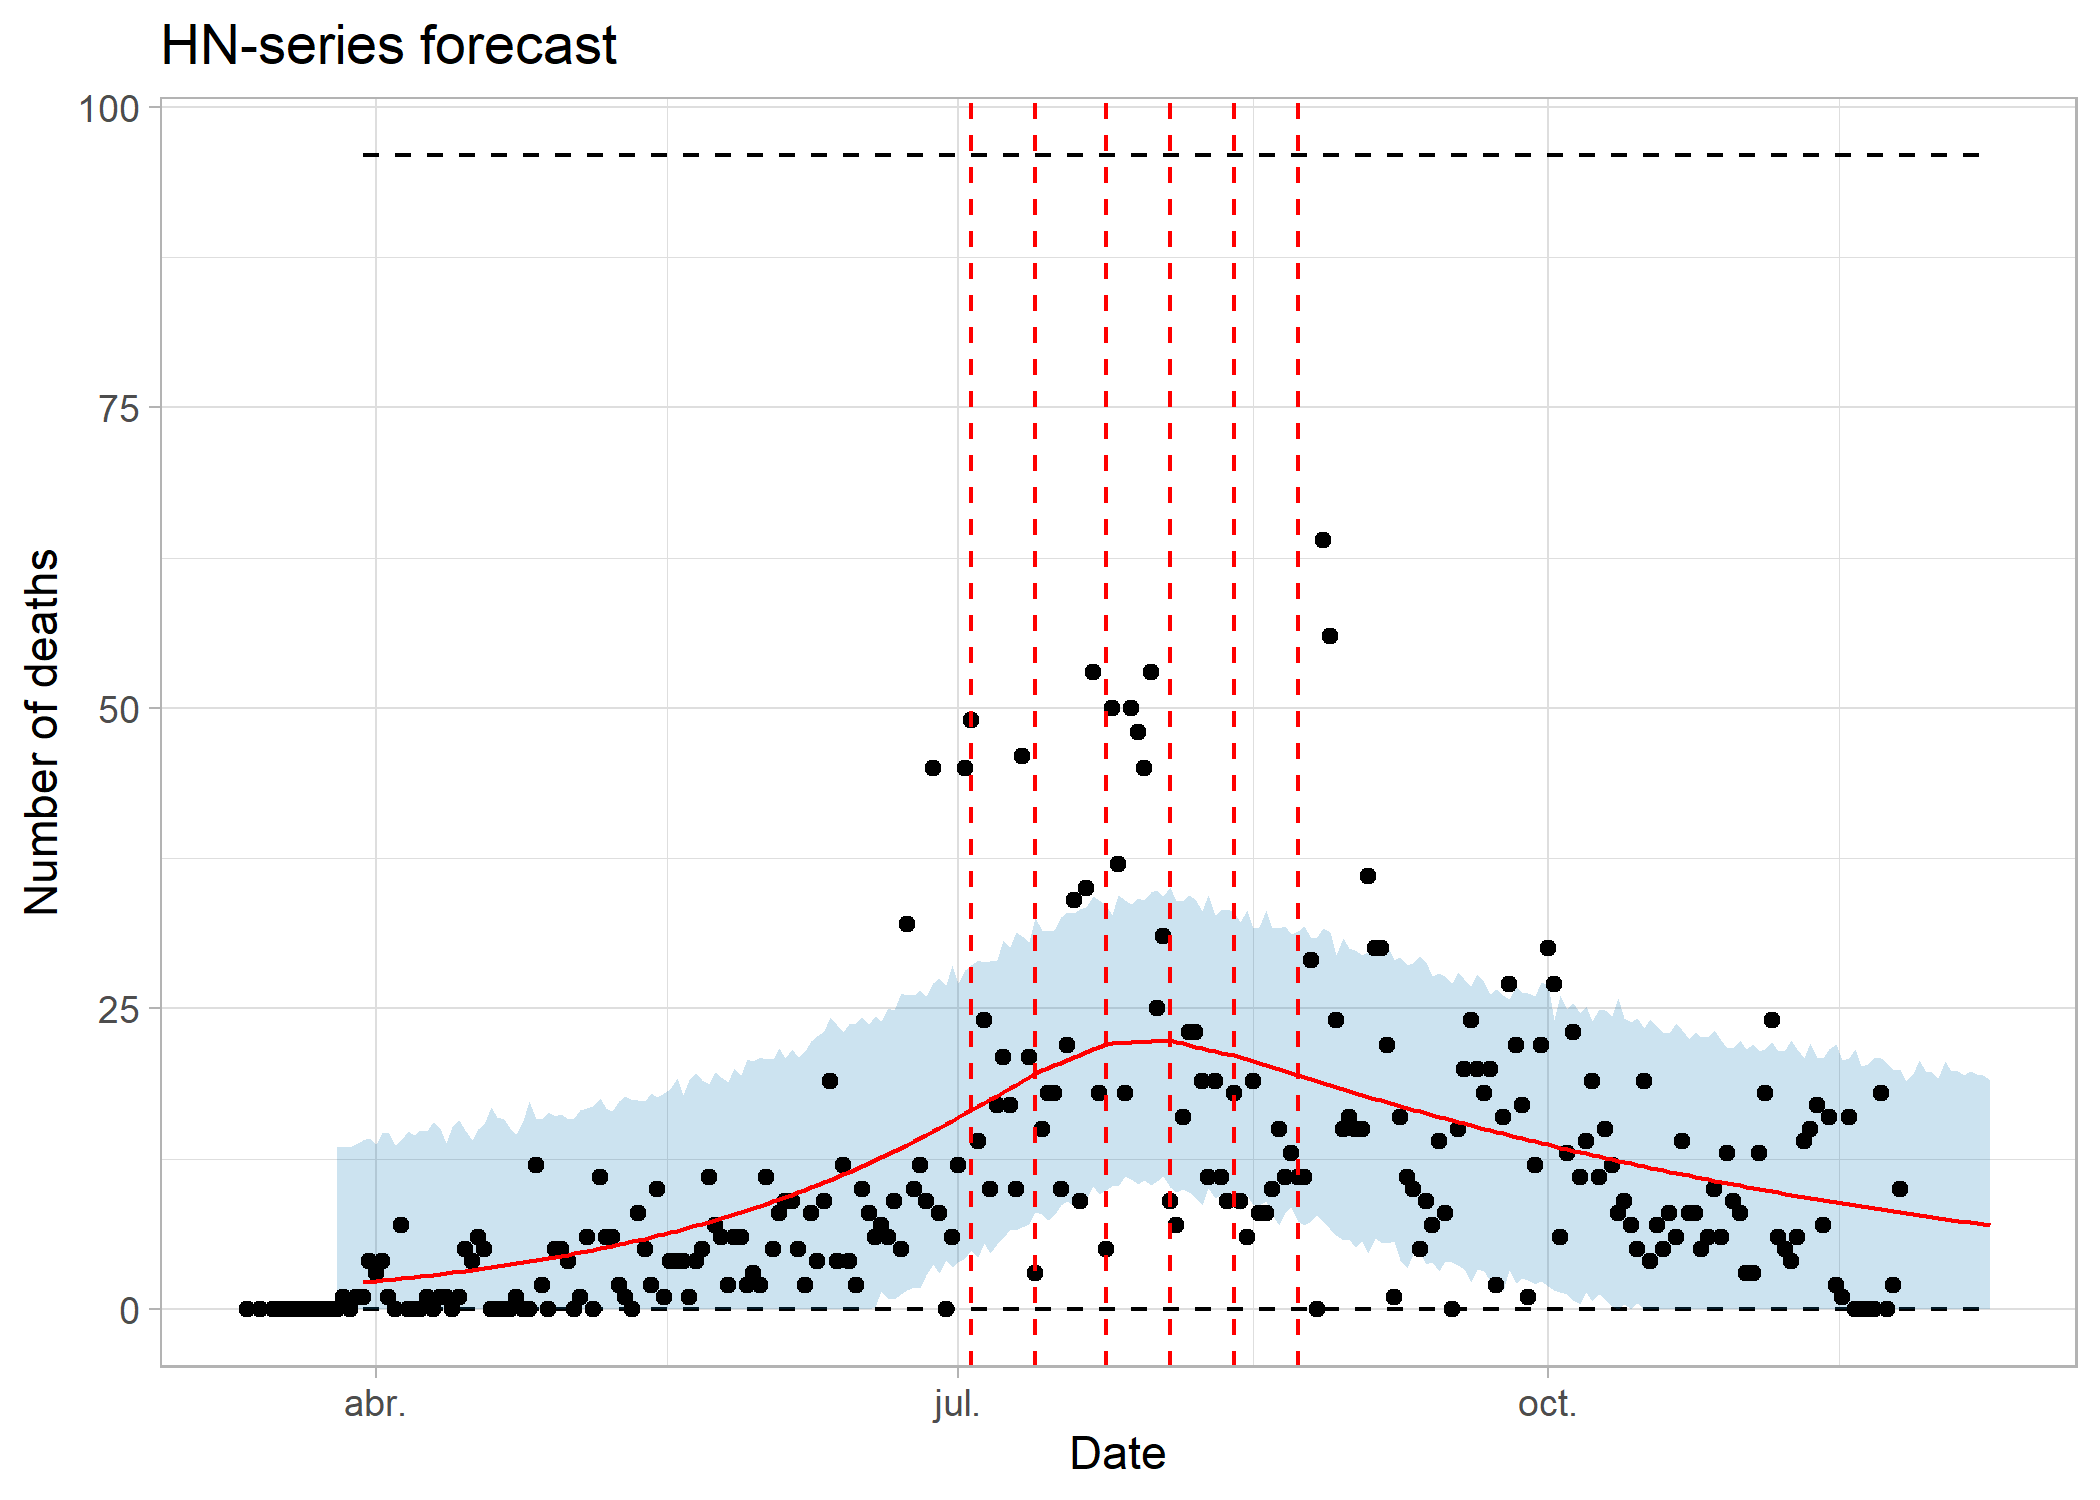 HN-series forecast
100
75
50
25
0
Number of deaths
abr.
jul.
oct.
Date